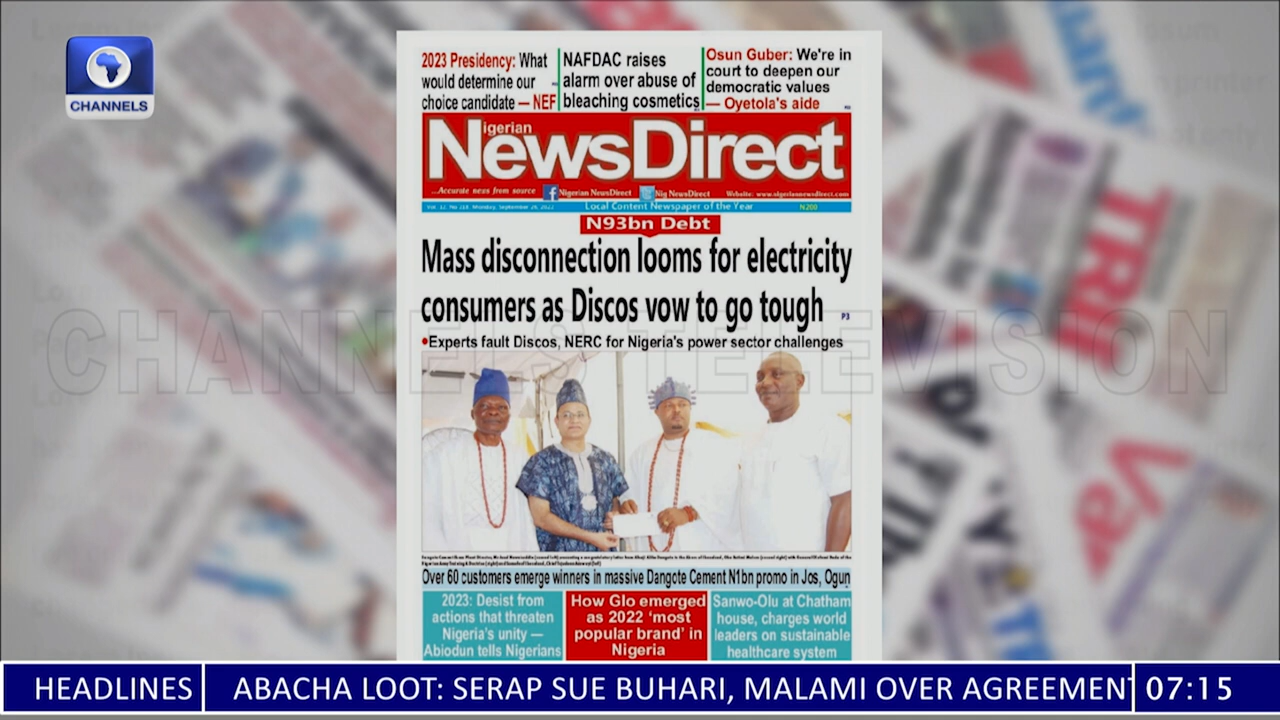 CHANNELS
2023 Presidency: What
would determine our
choice candidate — NEF
NAFDAC raises
alarm over abuse of
bleaching cosmetics
Osun Guber: We're in
court to deepen our
democratic values
— Oyetola's aide
Nigerian
NewsDirect
...Accurate news from source
Nigerian NewsDirect
Nig NewsDirect
Website: www.nigeriannewsdirect.com
Local Content Newspaper of the Year
N200
N93bn Debt
Mass disconnection looms for electricity
consumers as Discos vow to go tough P3
•Experts fault Discos, NERC for Nigeria's power sector challenges
CHANNELS TELEVISION
Over 60 customers emerge winners in massive Dangote Cement N1bn promo in Jos, Ogun
2023: Desist from
actions that threaten
Nigeria's unity —
Abiodun tells Nigerians
How Glo emerged
as 2022 'most
popular brand' in
Nigeria
Sanwo-Olu at Chatham
house, charges world
leaders on sustainable
healthcare system
HEADLINES
ABACHA LOOT: SERAP SUE BUHARI, MALAMI OVER AGREEMENT
07:15